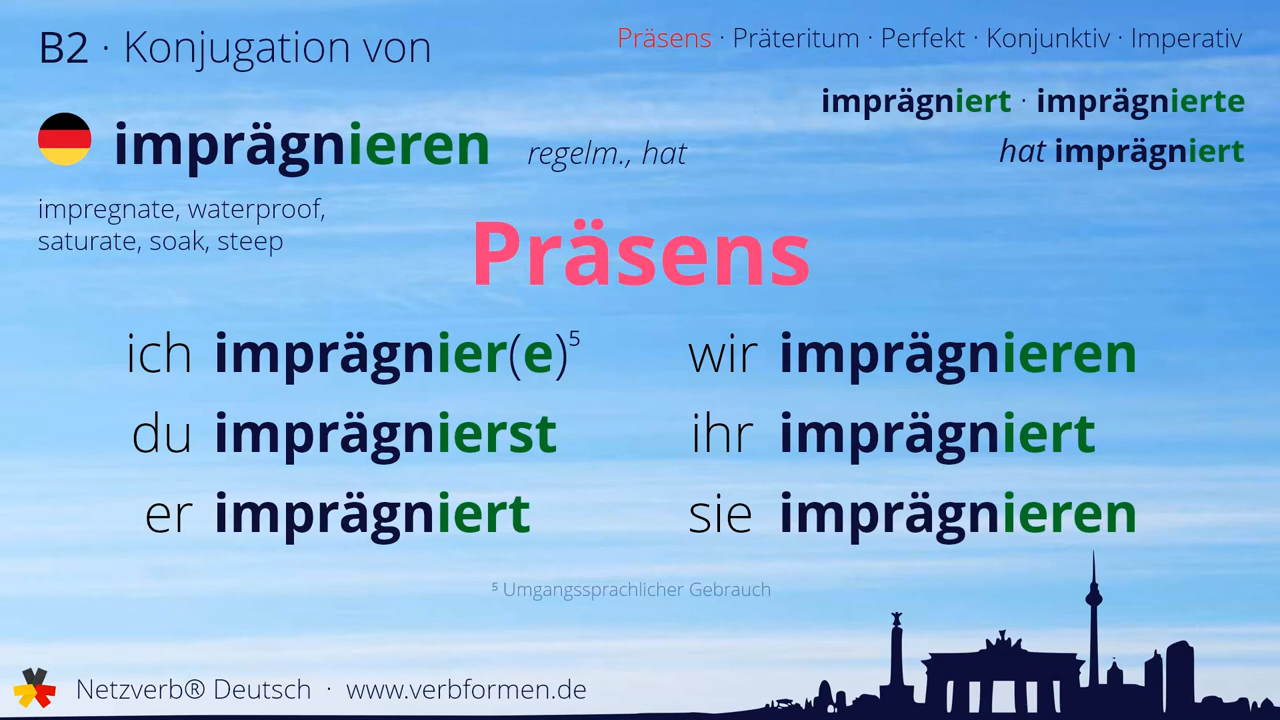 B2 · Konjugation von
Präsens · Präteritum · Perfekt · Konjunktiv · Imperativ
imprägnieren regelm., hat
imprägniert · imprägnierte
hat imprägniert
impregnate, waterproof,
saturate, soak, steep
Präsens
ich imprägnier(e)⁵
du imprägnierst
er imprägniert
wir imprägnieren
ihr imprägniert
sie imprägnieren
⁵ Umgangssprachlicher Gebrauch
Netzverb® Deutsch · www.verbformen.de